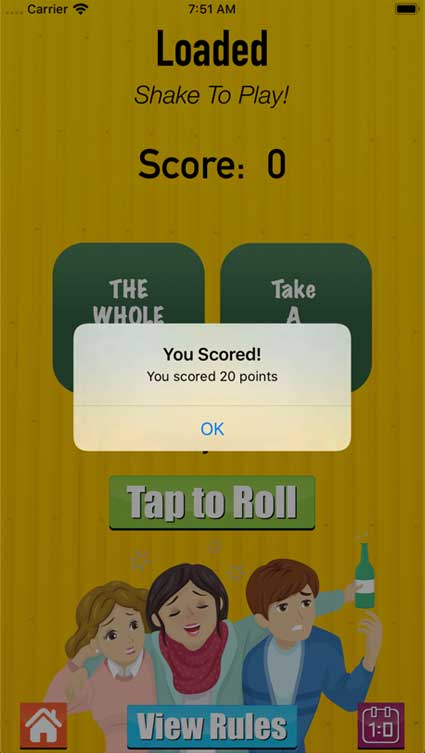 Carrier 7:51 AM
Loaded
Shake To Play!
Score: 0
THE
WHOLE
Take
A
You Scored!
You scored 20 points
OK
Tap to Roll
View Rules
1:0